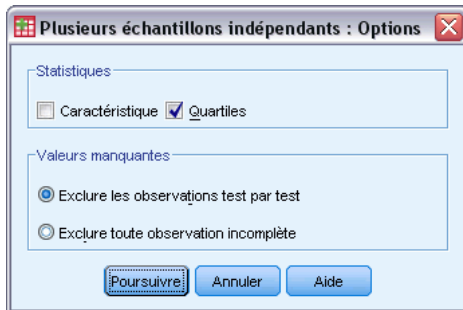 Plusieurs échantillons indépendants : Options
Statistiques
Caractéristique Quartiles
Valeurs manquantes
Exclure les observations test par test
Exclure toute observation incomplète
Poursuivre Annuler Aide